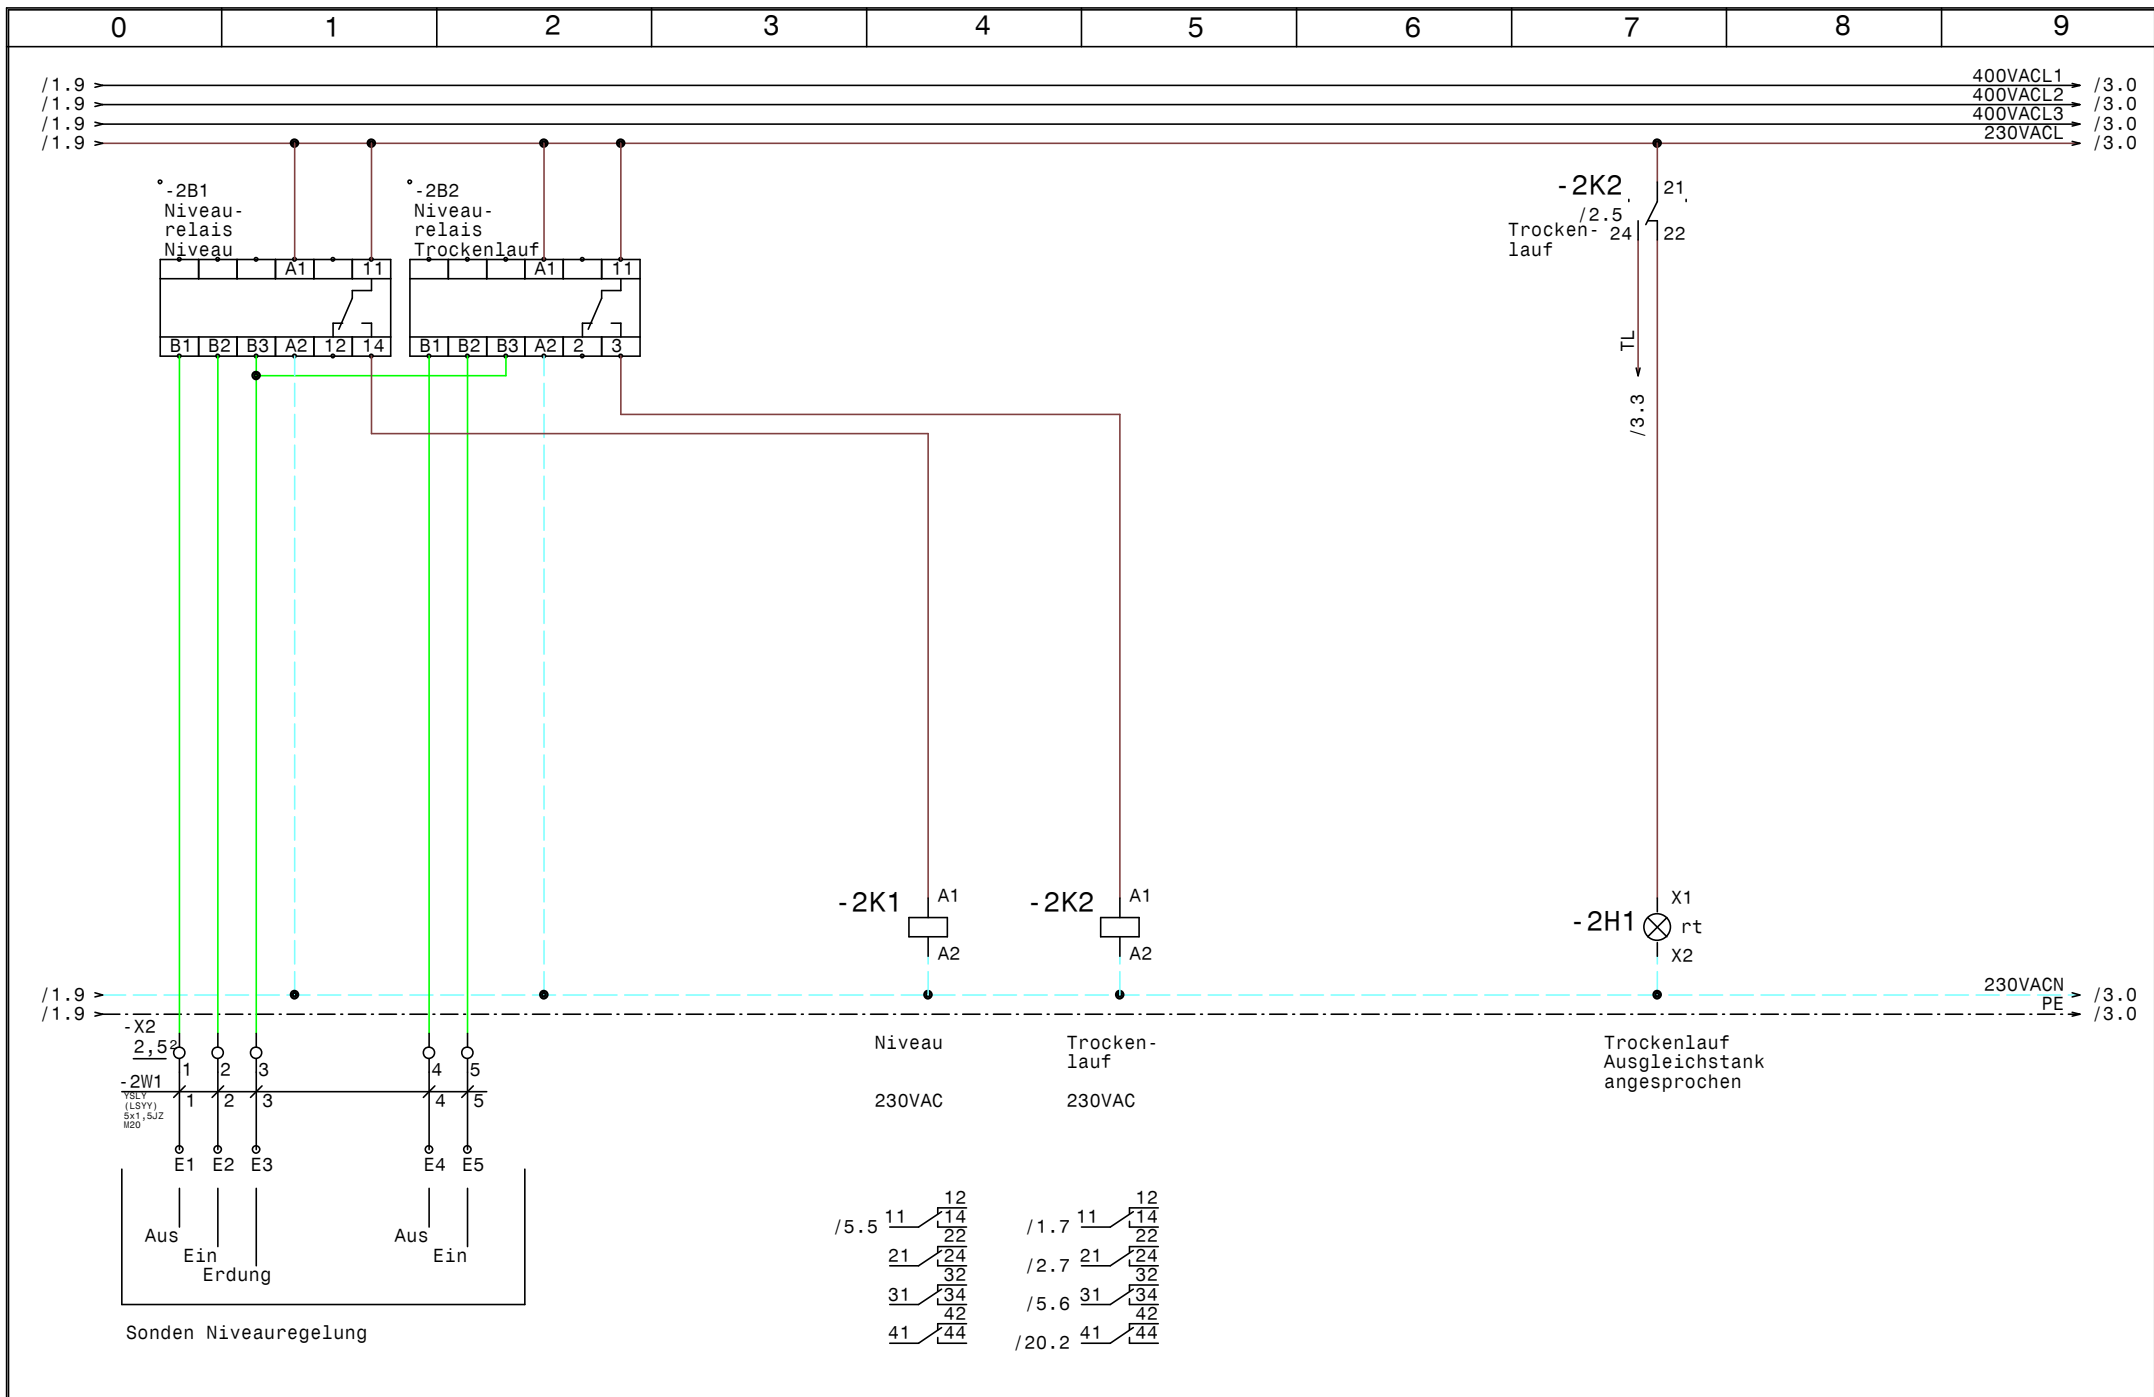 0 1 2 3 4 5 6 7 8 9
/1.9 400VACL1 /3.0
/1.9 400VACL2 /3.0
/1.9 400VACL3 /3.0
/1.9 230VACL /3.0
-2B1
Niveau-
relais
Niveau
-2B2
Niveau-
relais
Trockenlauf
-2K2
/2.5
Trocken-
lauf
21
24 22
A1 11
B1 B2 B3 A2 12 14
A1 11
B1 B2 B3 A2 2 3
TL
/3.3
-2K1 A1
A2
-2K2 A1
A2
-2H1 X1
rt
X2
/1.9 230VACN /3.0
/1.9 PE /3.0
-X2
2,5²
1 2 3 4 5
-2W1
YSLY
(LSYY)
5x1,5JZ
M20
1 2 3 4 5
E1 E2 E3 E4 E5
Aus
Ein
Erdung
Aus
Ein
Sonden Niveauregelung
Niveau
230VAC
Trocken-
lauf
230VAC
Trockenlauf
Ausgleichstank
angesprochen
12
/5.5 11 14
22
21 24
32
31 34
42
41 44
12
/1.7 11 14
22
/2.7 21 24
32
/5.6 31 34
42
/20.2 41 44